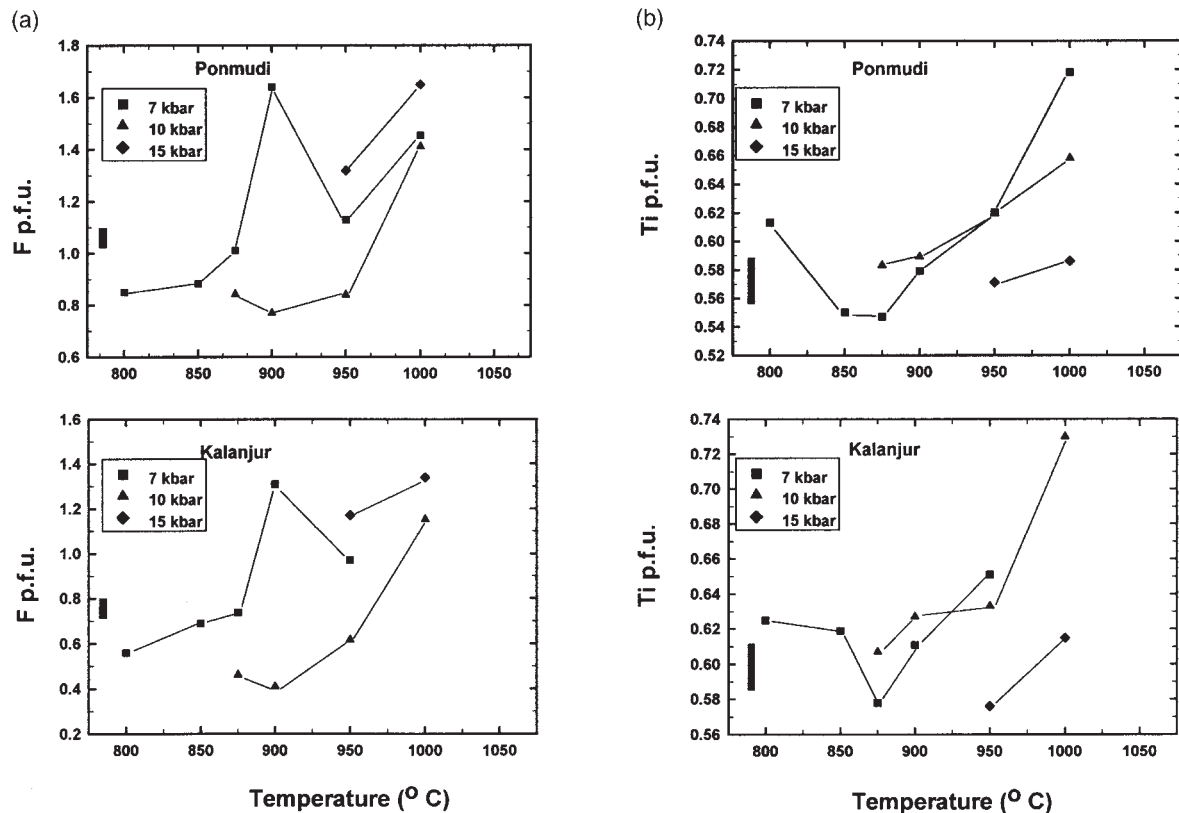 (a)
1.8
1.6
1.4
1.2
1.0
0.8
0.6
F p.f.u.
Ponmudi
7 kbar
10 kbar
15 kbar
800 850 900 950 1000 1050
1.6
1.4
1.2
1.0
0.8
0.6
0.4
0.2
F p.f.u.
Kalanjur
7 kbar
10 kbar
15 kbar
800 850 900 950 1000 1050
Temperature (° C)
(b)
0.74
0.72
0.70
0.68
0.66
0.64
0.62
0.60
0.58
0.56
0.54
0.52
Ti p.f.u.
Ponmudi
7 kbar
10 kbar
15 kbar
800 850 900 950 1000 1050
0.74
0.72
0.70
0.68
0.66
0.64
0.62
0.60
0.58
0.56
Ti p.f.u.
Kalanjur
7 kbar
10 kbar
15 kbar
800 850 900 950 1000 1050
Temperature (° C)